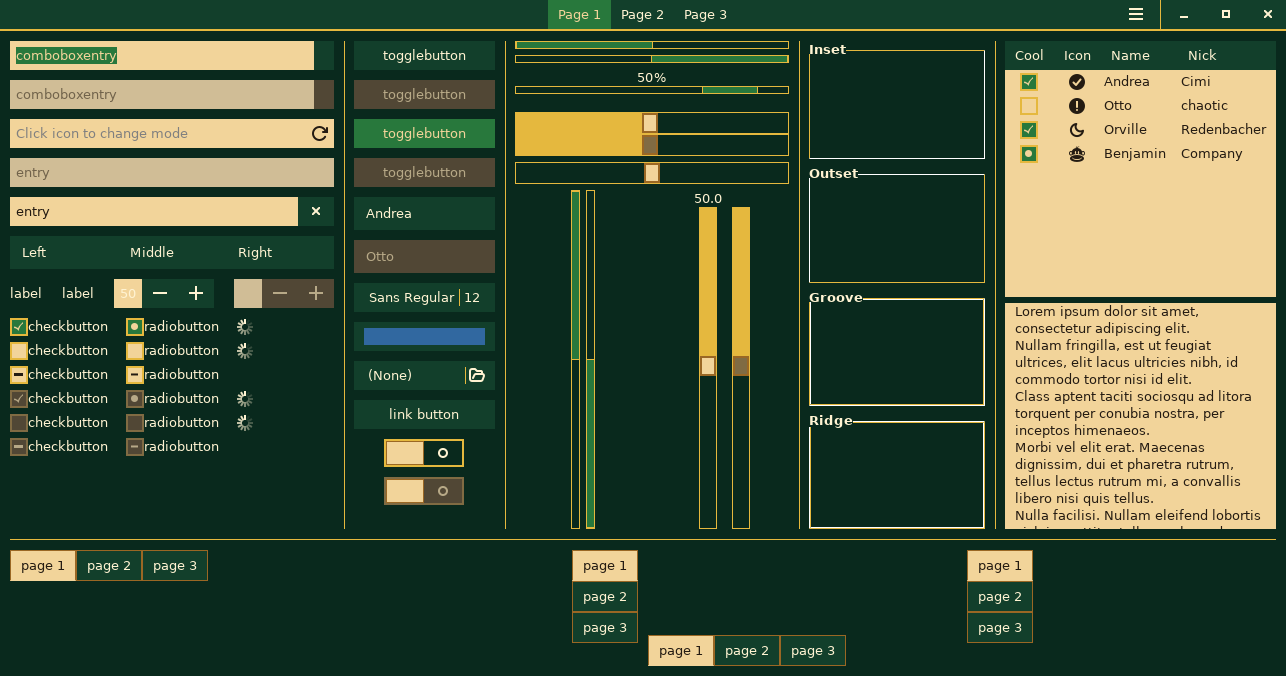 Page 1 Page 2 Page 3
comboboxentry
comboboxentry
Click icon to change mode
entry
entry
Left Middle Right
label label 50
checkbutton radiobutton
checkbutton radiobutton
checkbutton radiobutton
checkbutton radiobutton
checkbutton radiobutton
checkbutton radiobutton
togglebutton
togglebutton
togglebutton
togglebutton
Andrea
Otto
Sans Regular 12
(None)
link button
50%
50.0
Inset
Outset
Groove
Ridge
Cool Icon Name Nick
Andrea Cimi
Otto chaotic
Orville Redenbacher
Benjamin Company
Lorem ipsum dolor sit amet,
consectetur adipiscing elit.
Nullam fringilla, est ut feugiat
ultrices, elit lacus ultricies nibh, id
commodo tortor nisi id elit.
Class aptent taciti sociosqu ad litora
torquent per conubia nostra, per
inceptos himenaeos.
Morbi vel elit erat. Maecenas
dignissim, dui et pharetra rutrum,
tellus lectus rutrum mi, a convallis
libero nisi quis tellus.
Nulla facilisi. Nullam eleifend lobortis
page 1 page 2 page 3
page 1
page 2
page 3
page 1 page 2 page 3
page 1
page 2
page 3